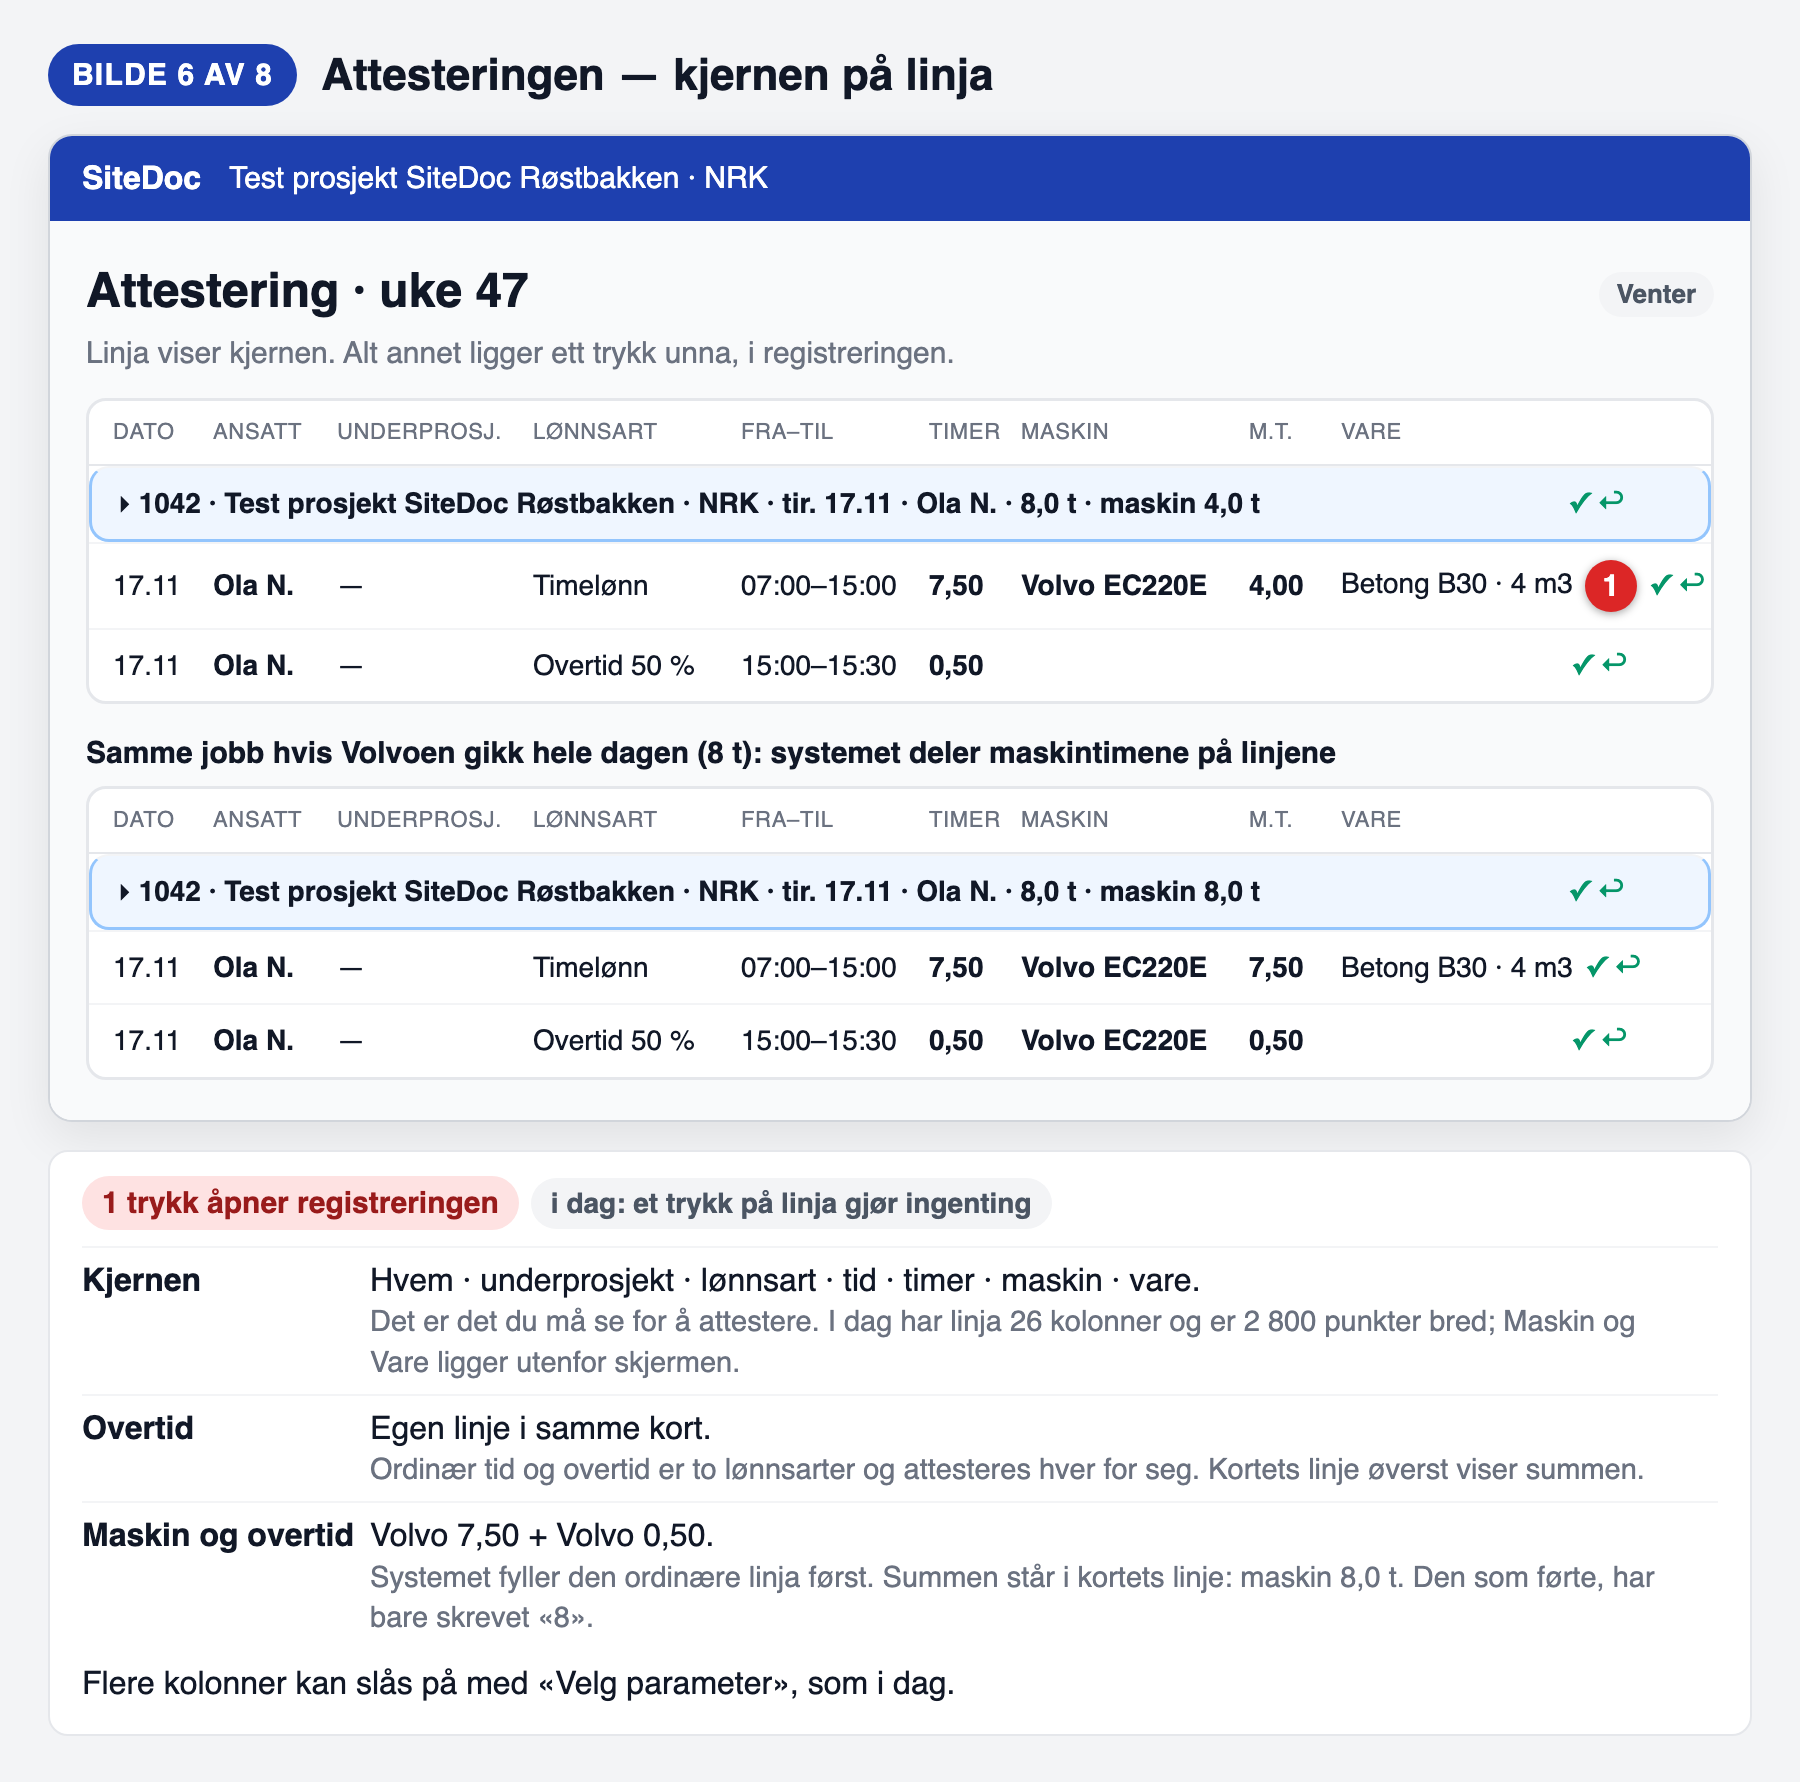 BILDE 6 AV 8 Attesteringen — kjernen på linja
SiteDoc Test prosjekt SiteDoc Røstbakken · NRK
Attestering · uke 47 Venter
Linja viser kjernen. Alt annet ligger ett trykk unna, i registreringen.
DATO ANSATT UNDERPROSJ. LØNNSART FRA–TIL TIMER MASKIN M.T. VARE
1042 · Test prosjekt SiteDoc Røstbakken · NRK · tir. 17.11 · Ola N. · 8,0 t · maskin 4,0 t ✓ ↩
17.11 Ola N. — Timelønn 07:00–15:00 7,50 Volvo EC220E 4,00 Betong B30 · 4 m3 1 ✓ ↩
17.11 Ola N. — Overtid 50 % 15:00–15:30 0,50 ✓ ↩
Samme jobb hvis Volvoen gikk hele dagen (8 t): systemet deler maskintimene på linjene
DATO ANSATT UNDERPROSJ. LØNNSART FRA–TIL TIMER MASKIN M.T. VARE
1042 · Test prosjekt SiteDoc Røstbakken · NRK · tir. 17.11 · Ola N. · 8,0 t · maskin 8,0 t ✓ ↩
17.11 Ola N. — Timelønn 07:00–15:00 7,50 Volvo EC220E 7,50 Betong B30 · 4 m3 ✓ ↩
17.11 Ola N. — Overtid 50 % 15:00–15:30 0,50 Volvo EC220E 0,50 ✓ ↩
1 trykk åpner registreringen i dag: et trykk på linja gjør ingenting
Kjernen Hvem · underprosjekt · lønnsart · tid · timer · maskin · vare.
Det er det du må se for å attestere. I dag har linja 26 kolonner og er 2 800 punkter bred; Maskin og
Vare ligger utenfor skjermen.
Overtid Egen linje i samme kort.
Ordinær tid og overtid er to lønnsarter og attesteres hver for seg. Kortets linje øverst viser summen.
Maskin og overtid Volvo 7,50 + Volvo 0,50.
Systemet fyller den ordinære linja først. Summen står i kortets linje: maskin 8,0 t. Den som førte, har
bare skrevet «8».
Flere kolonner kan slås på med «Velg parameter», som i dag.